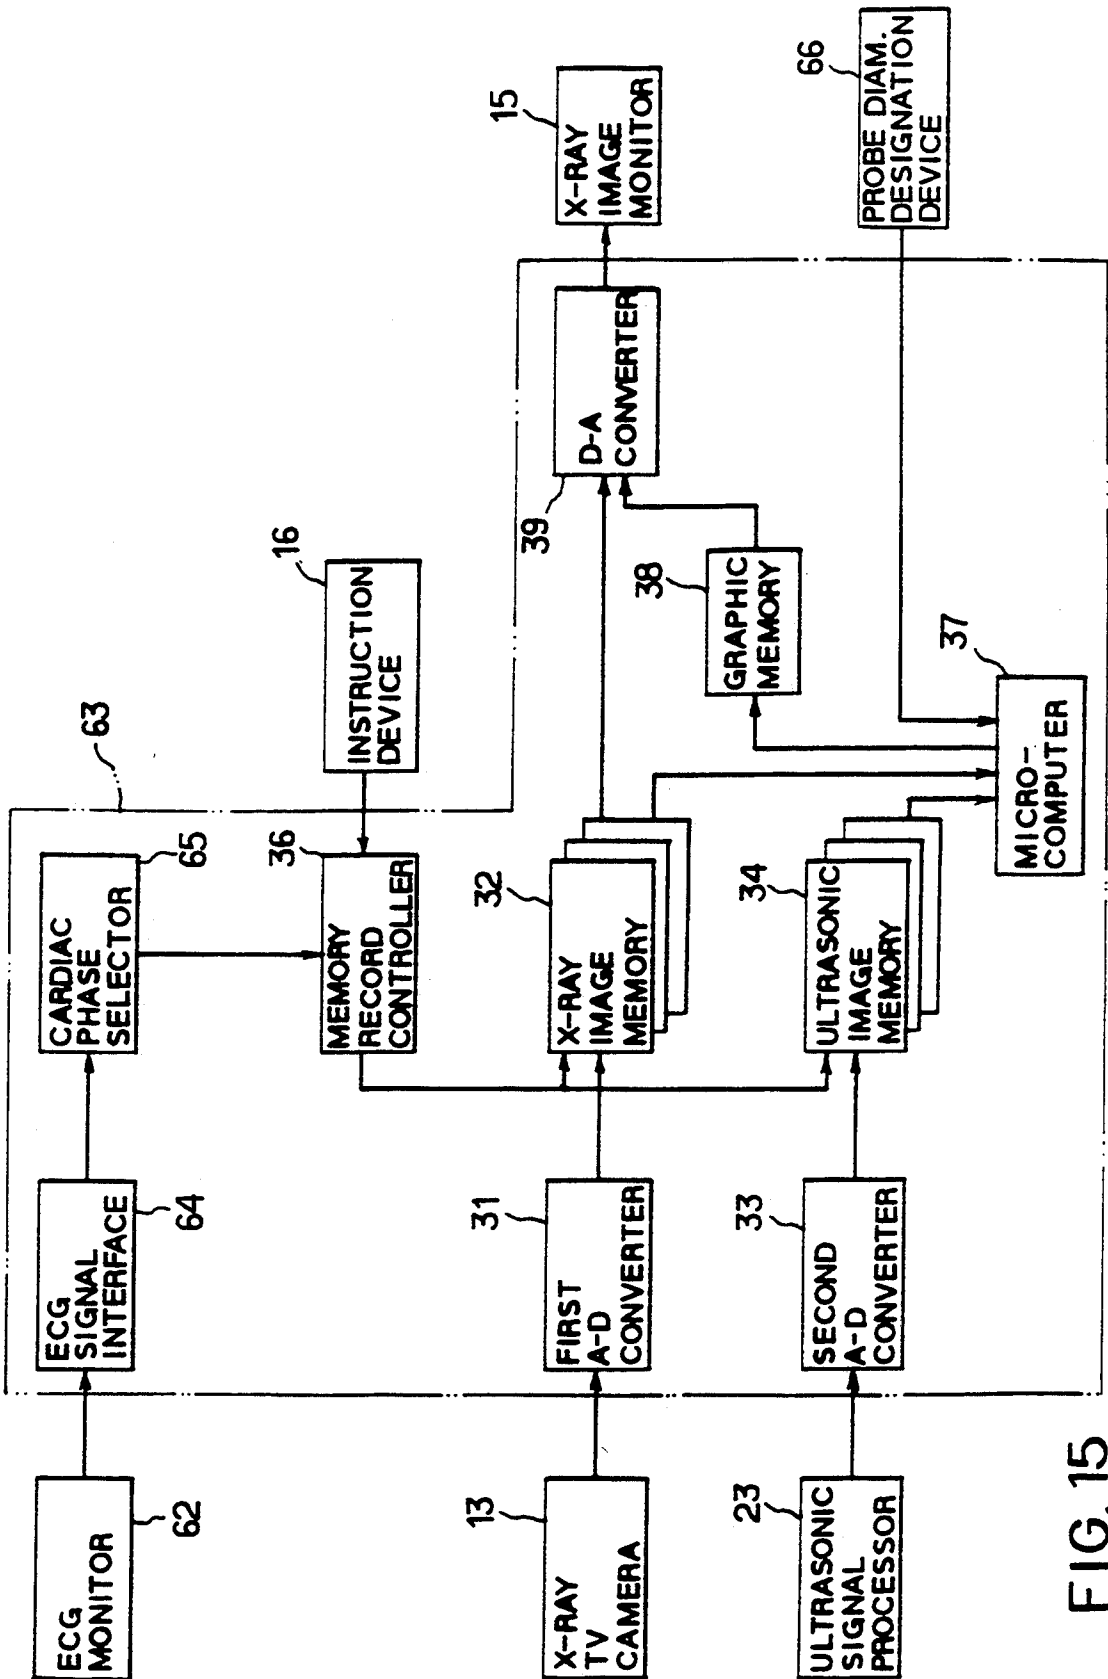 ECG
MONITOR
62
ECG
SIGNAL
INTERFACE
64
CARDIAC
PHASE
SELECTOR
65
63
MEMORY
RECORD
CONTROLLER
36
INSTRUCTION
DEVICE
16
X-RAY
TV
CAMERA
13
FIRST
A-D
CONVERTER
31
X-RAY
IMAGE
MEMORY
32
D-A
CONVERTER
39
X-RAY
IMAGE
MONITOR
15
ULTRASONIC
SIGNAL
PROCESSOR
23
SECOND
A-D
CONVERTER
33
ULTRASONIC
IMAGE
MEMORY
34
GRAPHIC
MEMORY
38
MICRO-
COMPUTER
37
PROBE DIAM.
DESIGNATION
DEVICE
66
FIG. 15